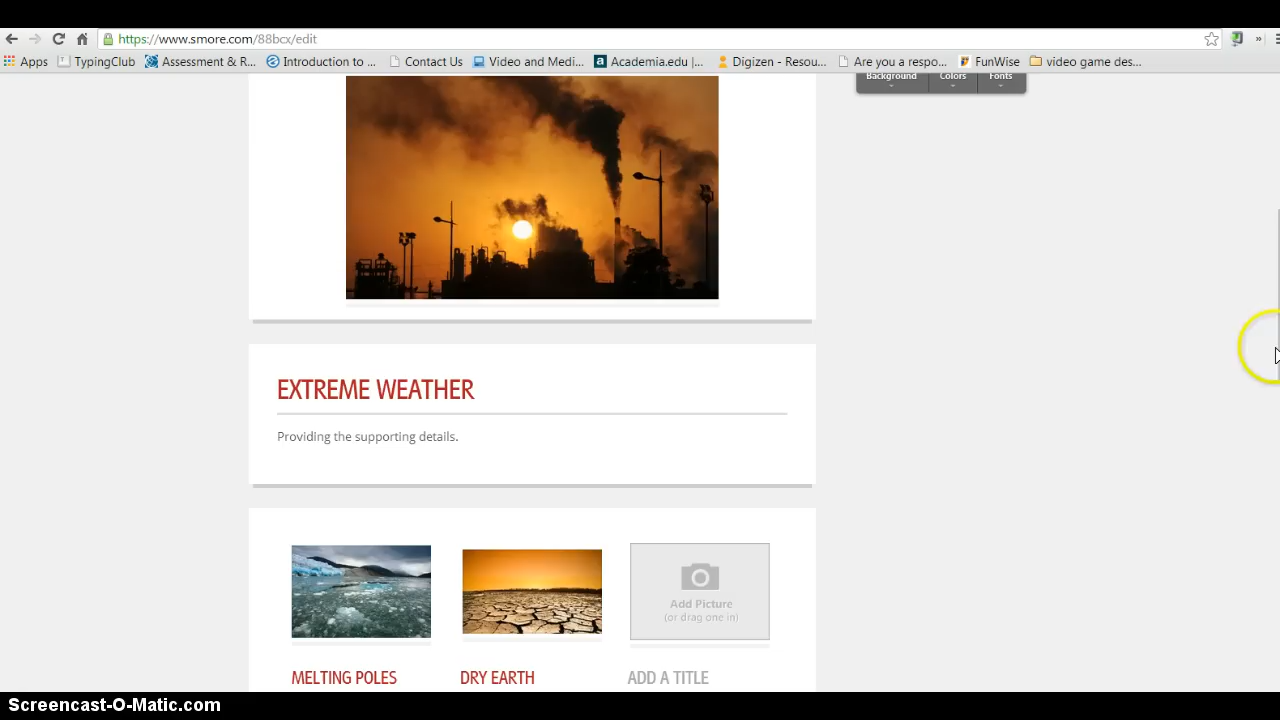 https://www.smore.com/88bcx/edit
Apps TypingClub Assessment & R... Introduction to ... Contact Us Video and Medi... Academia.edu |... Digizen - Resou... Are you a respo... FunWise video game des...
Background Colors Fonts
EXTREME WEATHER
Providing the supporting details.
Add Picture
(or drag one in)
MELTING POLES DRY EARTH ADD A TITLE
Screencast-O-Matic.com